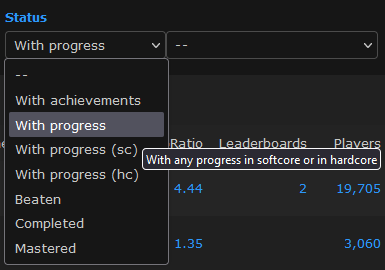 Status
With progress
--
--
With achievements
With progress
With progress (sc)
With progress (hc)
Beaten
Completed
Mastered
With any progress in softcore or in hardcore
Ratio Leaderboards Players
4.44 2 19,705
1.35 3,060